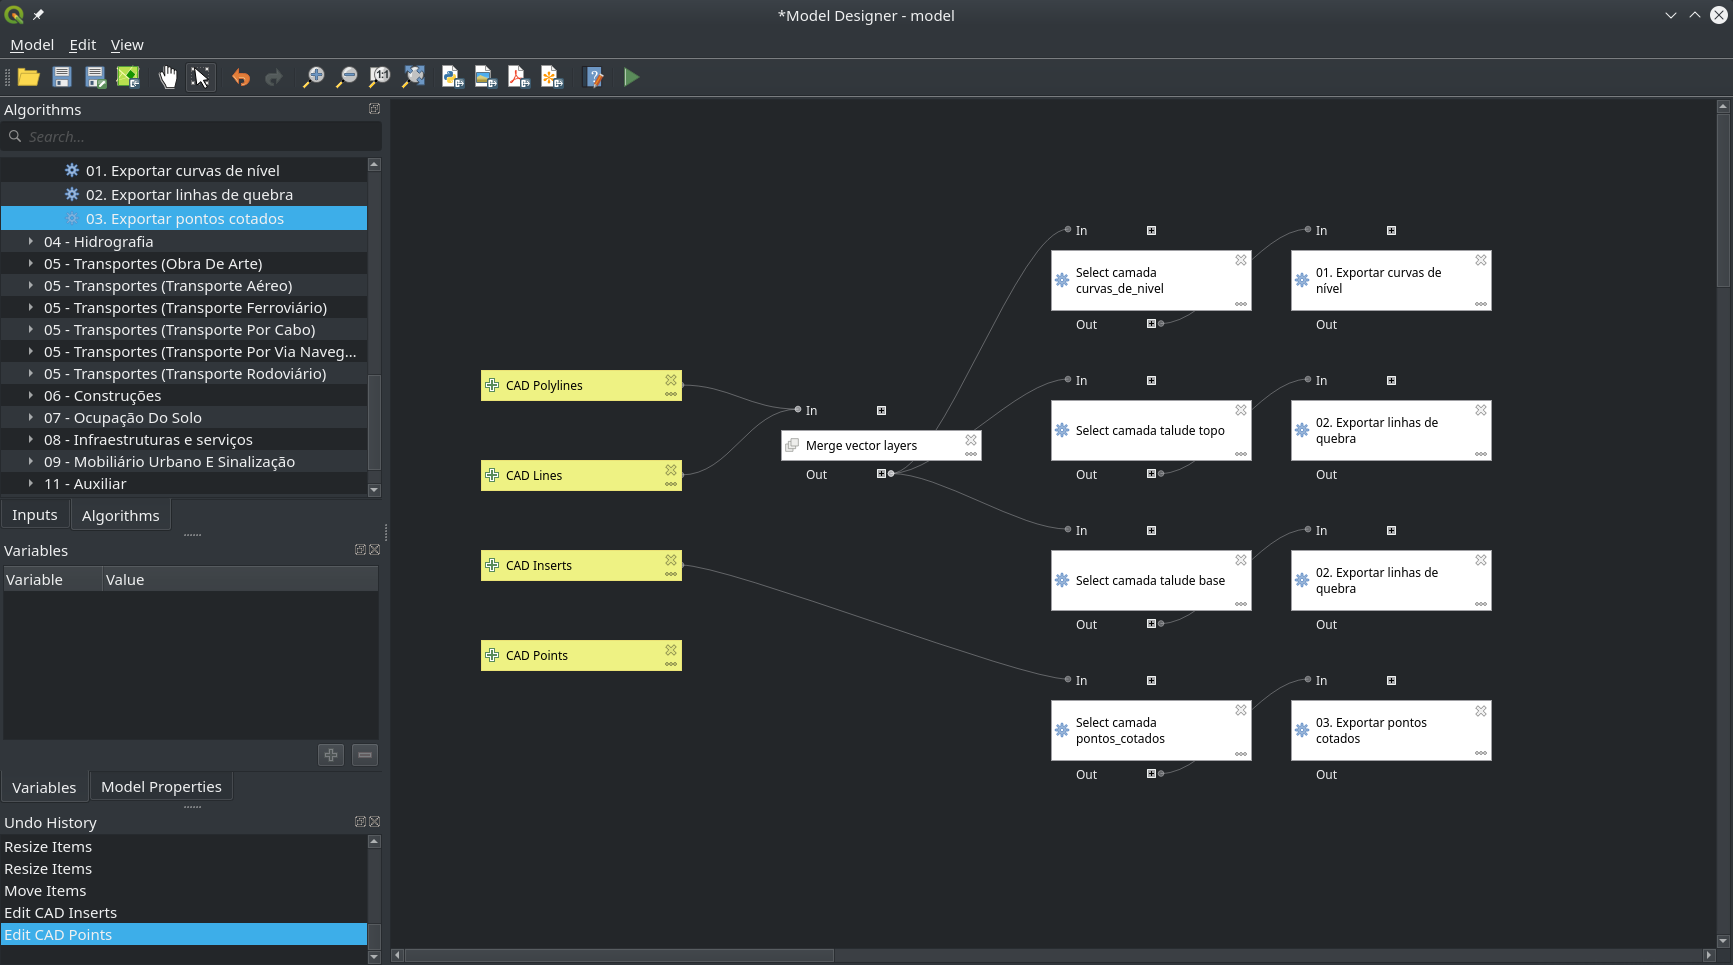 *Model Designer - model
Model Edit View
1:1
Algorithms
Search...
01. Exportar curvas de nível
02. Exportar linhas de quebra
03. Exportar pontos cotados
04 - Hidrografia
05 - Transportes (Obra De Arte)
05 - Transportes (Transporte Aéreo)
05 - Transportes (Transporte Ferroviário)
05 - Transportes (Transporte Por Cabo)
05 - Transportes (Transporte Por Via Naveg...
05 - Transportes (Transporte Rodoviário)
06 - Construções
07 - Ocupação Do Solo
08 - Infraestruturas e serviços
09 - Mobiliário Urbano E Sinalização
11 - Auxiliar
Inputs Algorithms
Variables
Variable Value
Variables Model Properties
Undo History
Resize Items
Resize Items
Move Items
Edit CAD Inserts
Edit CAD Points
CAD Polylines
CAD Lines
CAD Inserts
CAD Points
In
Merge vector layers
Out
In
Select camada
curvas_de_nivel
Out
In
01. Exportar curvas de
nível
Out
In
Select camada talude topo
Out
In
02. Exportar linhas de
quebra
Out
In
Select camada talude base
Out
In
02. Exportar linhas de
quebra
Out
In
Select camada
pontos_cotados
Out
In
03. Exportar pontos
cotados
Out